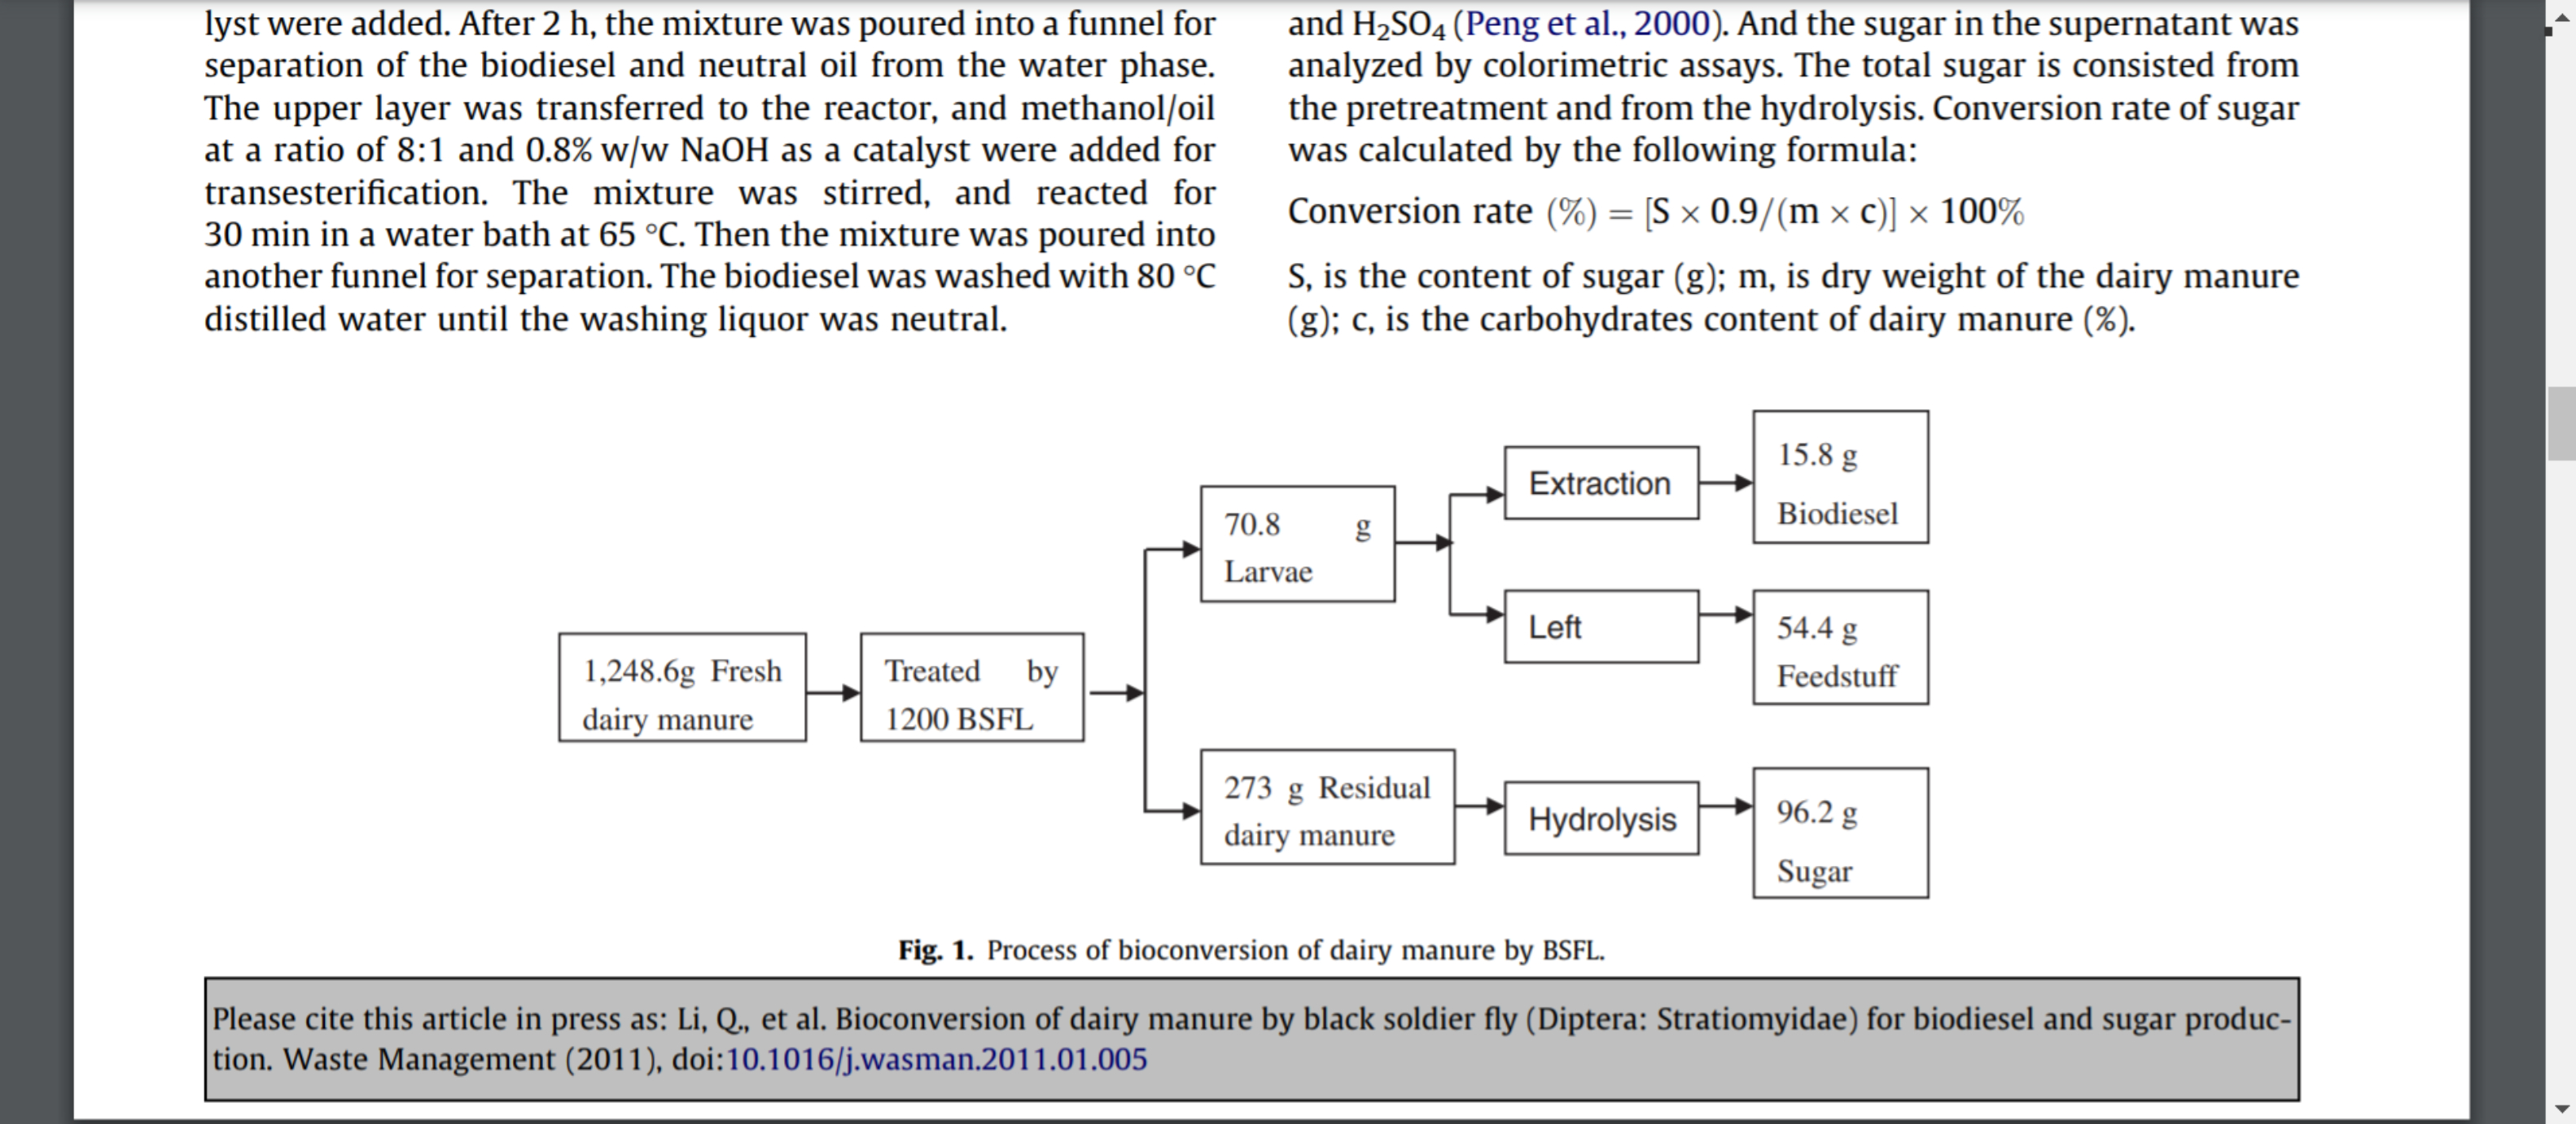 lyst were added. After 2 h, the mixture was poured into a funnel for
separation of the biodiesel and neutral oil from the water phase.
The upper layer was transferred to the reactor, and methanol/oil
at a ratio of 8:1 and 0.8% w/w NaOH as a catalyst were added for
transesterification. The mixture was stirred, and reacted for
30 min in a water bath at 65 °C. Then the mixture was poured into
another funnel for separation. The biodiesel was washed with 80 °C
distilled water until the washing liquor was neutral.
and H₂SO₄ (Peng et al., 2000). And the sugar in the supernatant was
analyzed by colorimetric assays. The total sugar is consisted from
the pretreatment and from the hydrolysis. Conversion rate of sugar
was calculated by the following formula:
Conversion rate (%) = [S × 0.9/(m × c)] × 100%
S, is the content of sugar (g); m, is dry weight of the dairy manure
(g); c, is the carbohydrates content of dairy manure (%).
1,248.6g Fresh
dairy manure
Treated by
1200 BSFL
70.8 g
Larvae
Extraction
15.8 g
Biodiesel
Left
54.4 g
Feedstuff
273 g Residual
dairy manure
Hydrolysis
96.2 g
Sugar
Fig. 1. Process of bioconversion of dairy manure by BSFL.
Please cite this article in press as: Li, Q., et al. Bioconversion of dairy manure by black soldier fly (Diptera: Stratiomyidae) for biodiesel and sugar produc-
tion. Waste Management (2011), doi:10.1016/j.wasman.2011.01.005